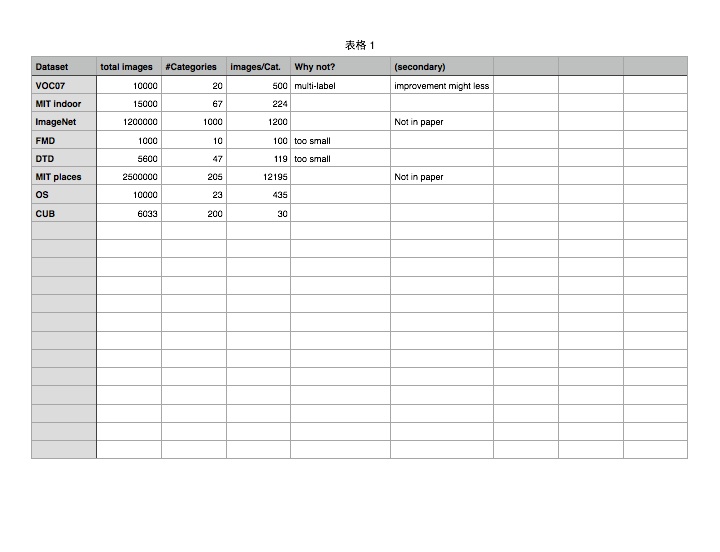 表格 1
Dataset total images #Categories images/Cat. Why not? (secondary)
VOC07 10000 20 500 multi-label improvement might less
MIT indoor 15000 67 224
ImageNet 1200000 1000 1200 Not in paper
FMD 1000 10 100 too small
DTD 5600 47 119 too small
MIT places 2500000 205 12195 Not in paper
OS 10000 23 435
CUB 6033 200 30